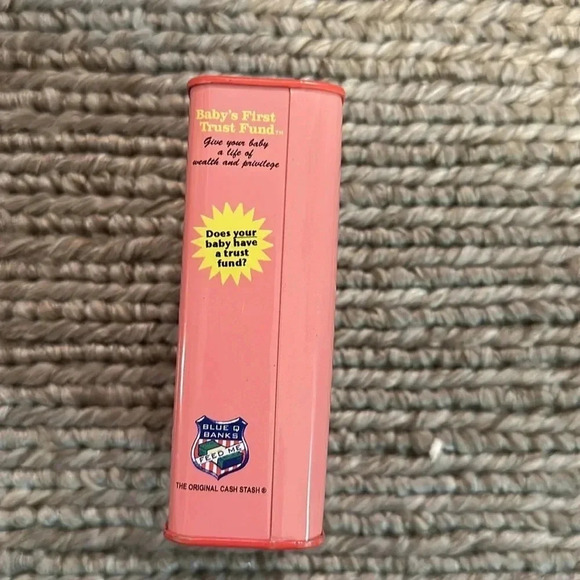 Baby's First
Trust Fund™
Give your baby
a life of
wealth and privilege
Does your
baby have
a trust
fund?
BLUE Q
BANKS
FEED ME
THE ORIGINAL CASH STASH ®